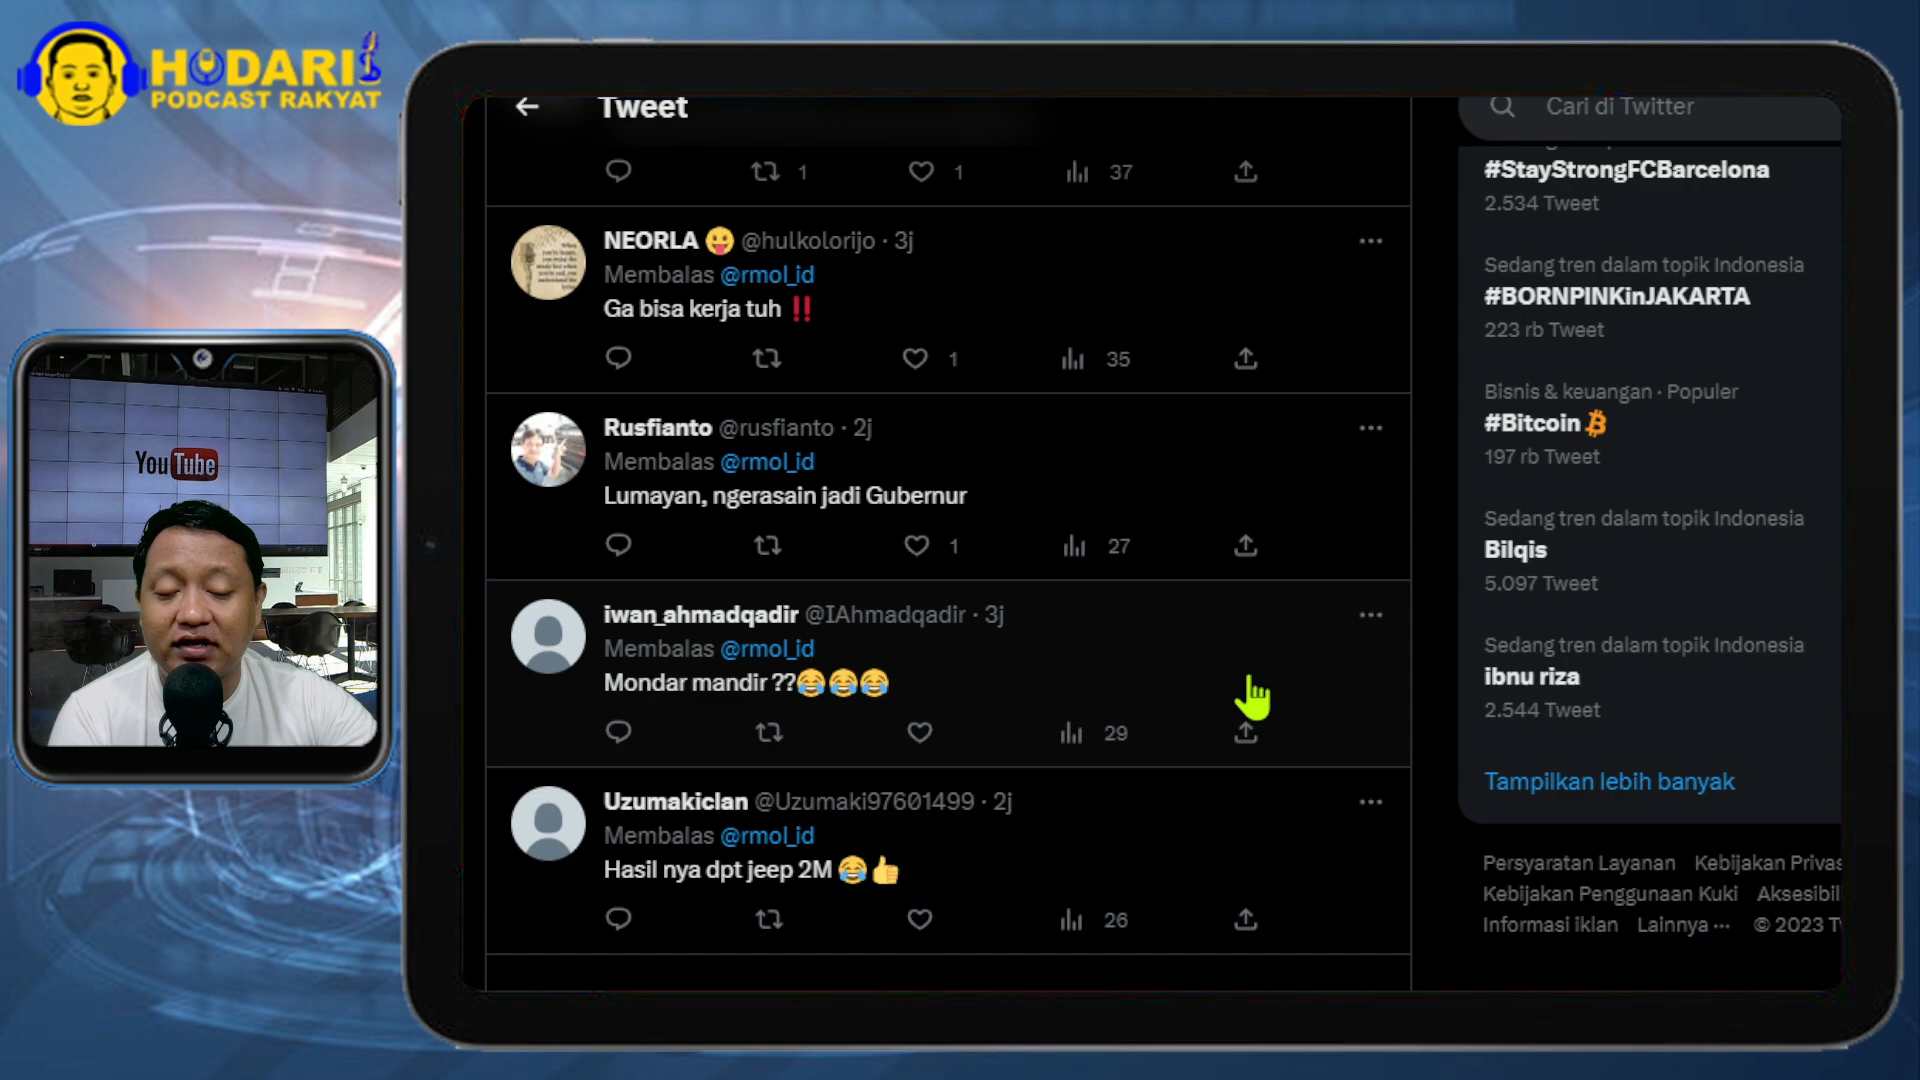 HODARI
PODCAST RAKYAT
YouTube
Tweet
1
1
37
NEORLA 😛 @hulkolorijo · 3j
Membalas @rmol_id
Ga bisa kerja tuh ‼️
1
35
Rusfianto @rusfianto · 2j
Membalas @rmol_id
Lumayan, ngerasain jadi Gubernur
1
27
iwan_ahmadqadir @IAhmadqadir · 3j
Membalas @rmol_id
Mondar mandir ??😂😂😂
29
Uzumakiclan @Uzumaki97601499 · 2j
Membalas @rmol_id
Hasil nya dpt jeep 2M 😂👍
26
Cari di Twitter
#StayStrongFCBarcelona
2.534 Tweet
Sedang tren dalam topik Indonesia
#BORNPINKinJAKARTA
223 rb Tweet
Bisnis & keuangan · Populer
#Bitcoin
197 rb Tweet
Sedang tren dalam topik Indonesia
Bilqis
5.097 Tweet
Sedang tren dalam topik Indonesia
ibnu riza
2.544 Tweet
Tampilkan lebih banyak
Persyaratan Layanan Kebijakan Privas
Kebijakan Penggunaan Kuki Aksesibil
Informasi iklan Lainnya ··· © 2023 Tw